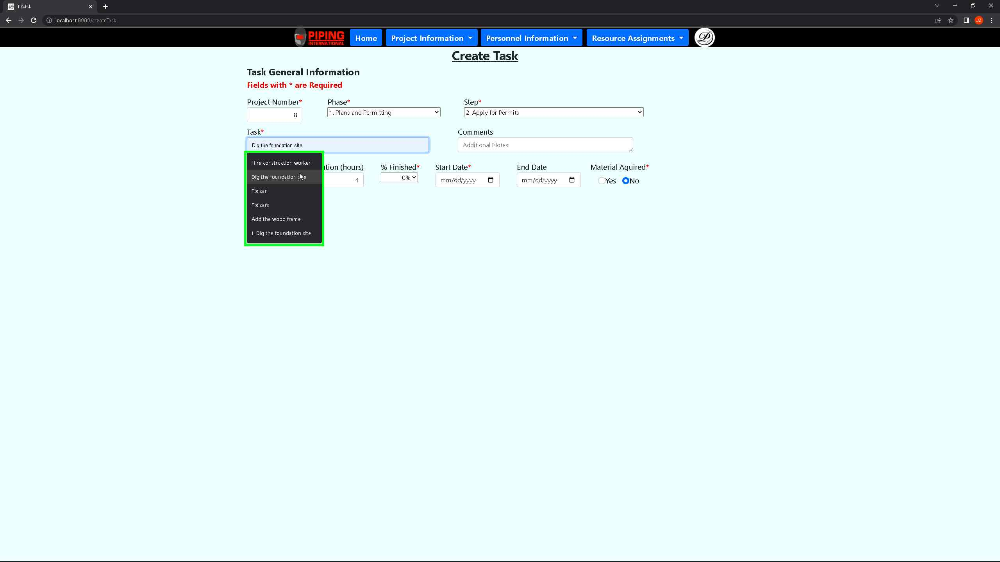 T.A.P.I.
localhost:8080/createTask
JZ
PIPING
INTERNATIONAL
Home
Project Information
Personnel Information
Resource Assignments
Create Task
Task General Information
Fields with * are Required
Project Number*
Phase*
Step*
8
1. Plans and Permitting
2. Apply for Permits
Task*
Comments
Dig the foundation site
Additional Notes
Hire construction worker
Dig the foundation site
Fix car
Fix cars
Add the wood frame
1. Dig the foundation site
(hours)
% Finished*
Start Date*
End Date
Material Aquired*
4
0%
mm/dd/yyyy
mm/dd/yyyy
Yes
No